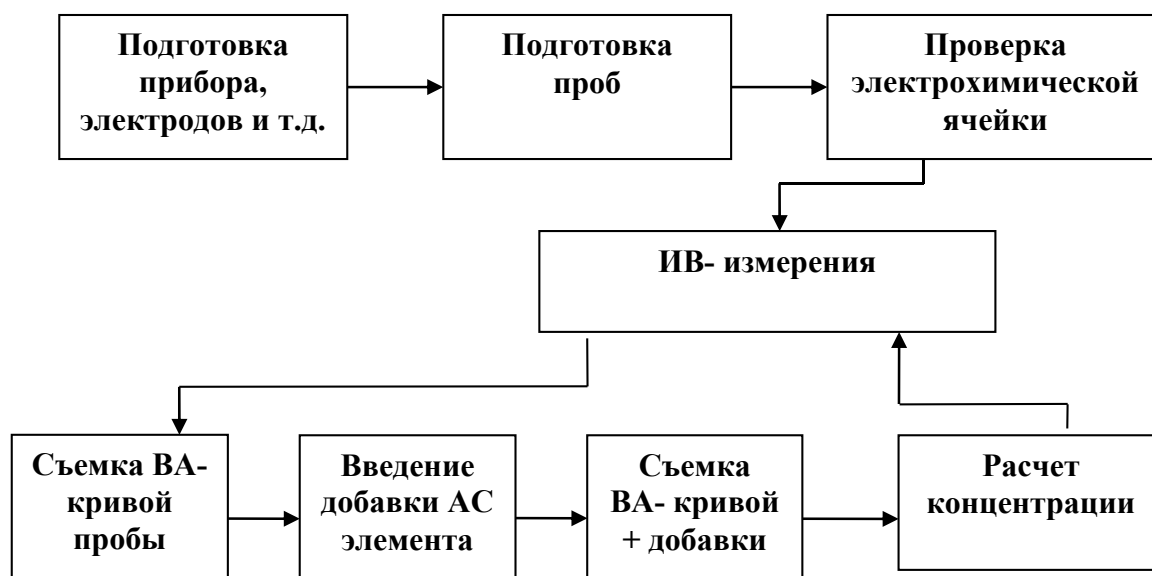 Подготовка
прибора,
электродов и т.д.
Подготовка
проб
Проверка
электрохимической
ячейки
ИВ- измерения
Съемка ВА-
кривой
пробы
Введение
добавки АС
элемента
Съемка
ВА- кривой
+ добавки
Расчет
концентрации